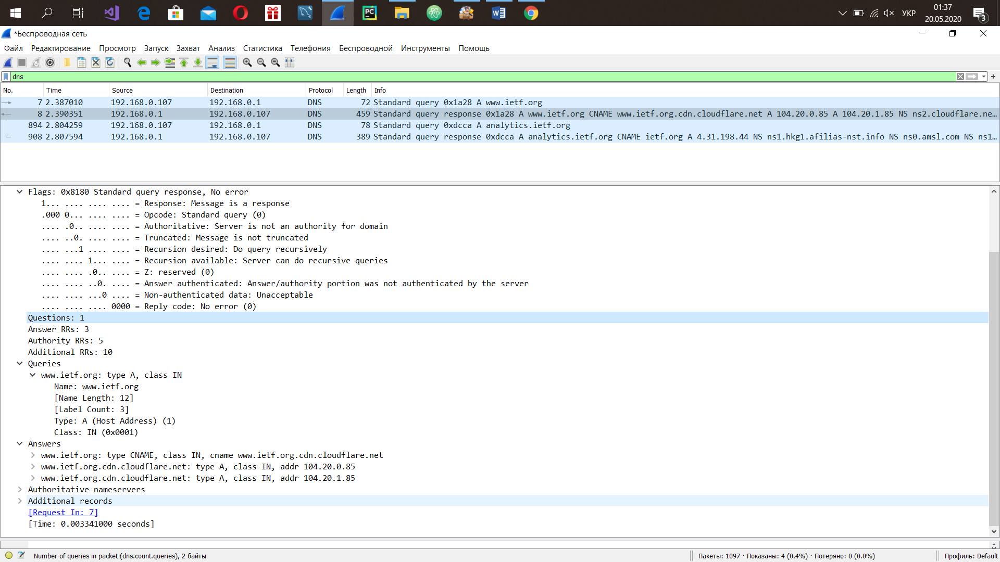 УКР
01:37
20.05.2020
3
*Беспроводная сеть
Файл Редактирование Просмотр Запуск Захват Анализ Статистика Телефония Беспроводной Инструменты Помощь
dns
No. Time Source Destination Protocol Length Info
7 2.387010 192.168.0.107 192.168.0.1 DNS 72 Standard query 0x1a28 A www.ietf.org
8 2.390351 192.168.0.1 192.168.0.107 DNS 459 Standard query response 0x1a28 A www.ietf.org CNAME www.ietf.org.cdn.cloudflare.net A 104.20.0.85 A 104.20.1.85 NS ns2.cloudflare.ne…
894 2.804259 192.168.0.107 192.168.0.1 DNS 78 Standard query 0xdcca A analytics.ietf.org
908 2.807594 192.168.0.1 192.168.0.107 DNS 389 Standard query response 0xdcca A analytics.ietf.org CNAME ietf.org A 4.31.198.44 NS ns1.hkg1.afilias-nst.info NS ns0.amsl.com NS ns1…
Flags: 0x8180 Standard query response, No error
1... .... .... .... = Response: Message is a response
.000 0... .... .... = Opcode: Standard query (0)
.... .0.. .... .... = Authoritative: Server is not an authority for domain
.... ..0. .... .... = Truncated: Message is not truncated
.... ...1 .... .... = Recursion desired: Do query recursively
.... .... 1... .... = Recursion available: Server can do recursive queries
.... .... .0.. .... = Z: reserved (0)
.... .... ..0. .... = Answer authenticated: Answer/authority portion was not authenticated by the server
.... .... ...0 .... = Non-authenticated data: Unacceptable
.... .... .... 0000 = Reply code: No error (0)
Questions: 1
Answer RRs: 3
Authority RRs: 5
Additional RRs: 10
Queries
www.ietf.org: type A, class IN
Name: www.ietf.org
[Name Length: 12]
[Label Count: 3]
Type: A (Host Address) (1)
Class: IN (0x0001)
Answers
www.ietf.org: type CNAME, class IN, cname www.ietf.org.cdn.cloudflare.net
www.ietf.org.cdn.cloudflare.net: type A, class IN, addr 104.20.0.85
www.ietf.org.cdn.cloudflare.net: type A, class IN, addr 104.20.1.85
Authoritative nameservers
Additional records
[Request In: 7]
[Time: 0.003341000 seconds]
Number of queries in packet (dns.count.queries), 2 байты
Пакеты: 1097 · Показаны: 4 (0.4%) · Потеряно: 0 (0.0%)
Профиль: Default